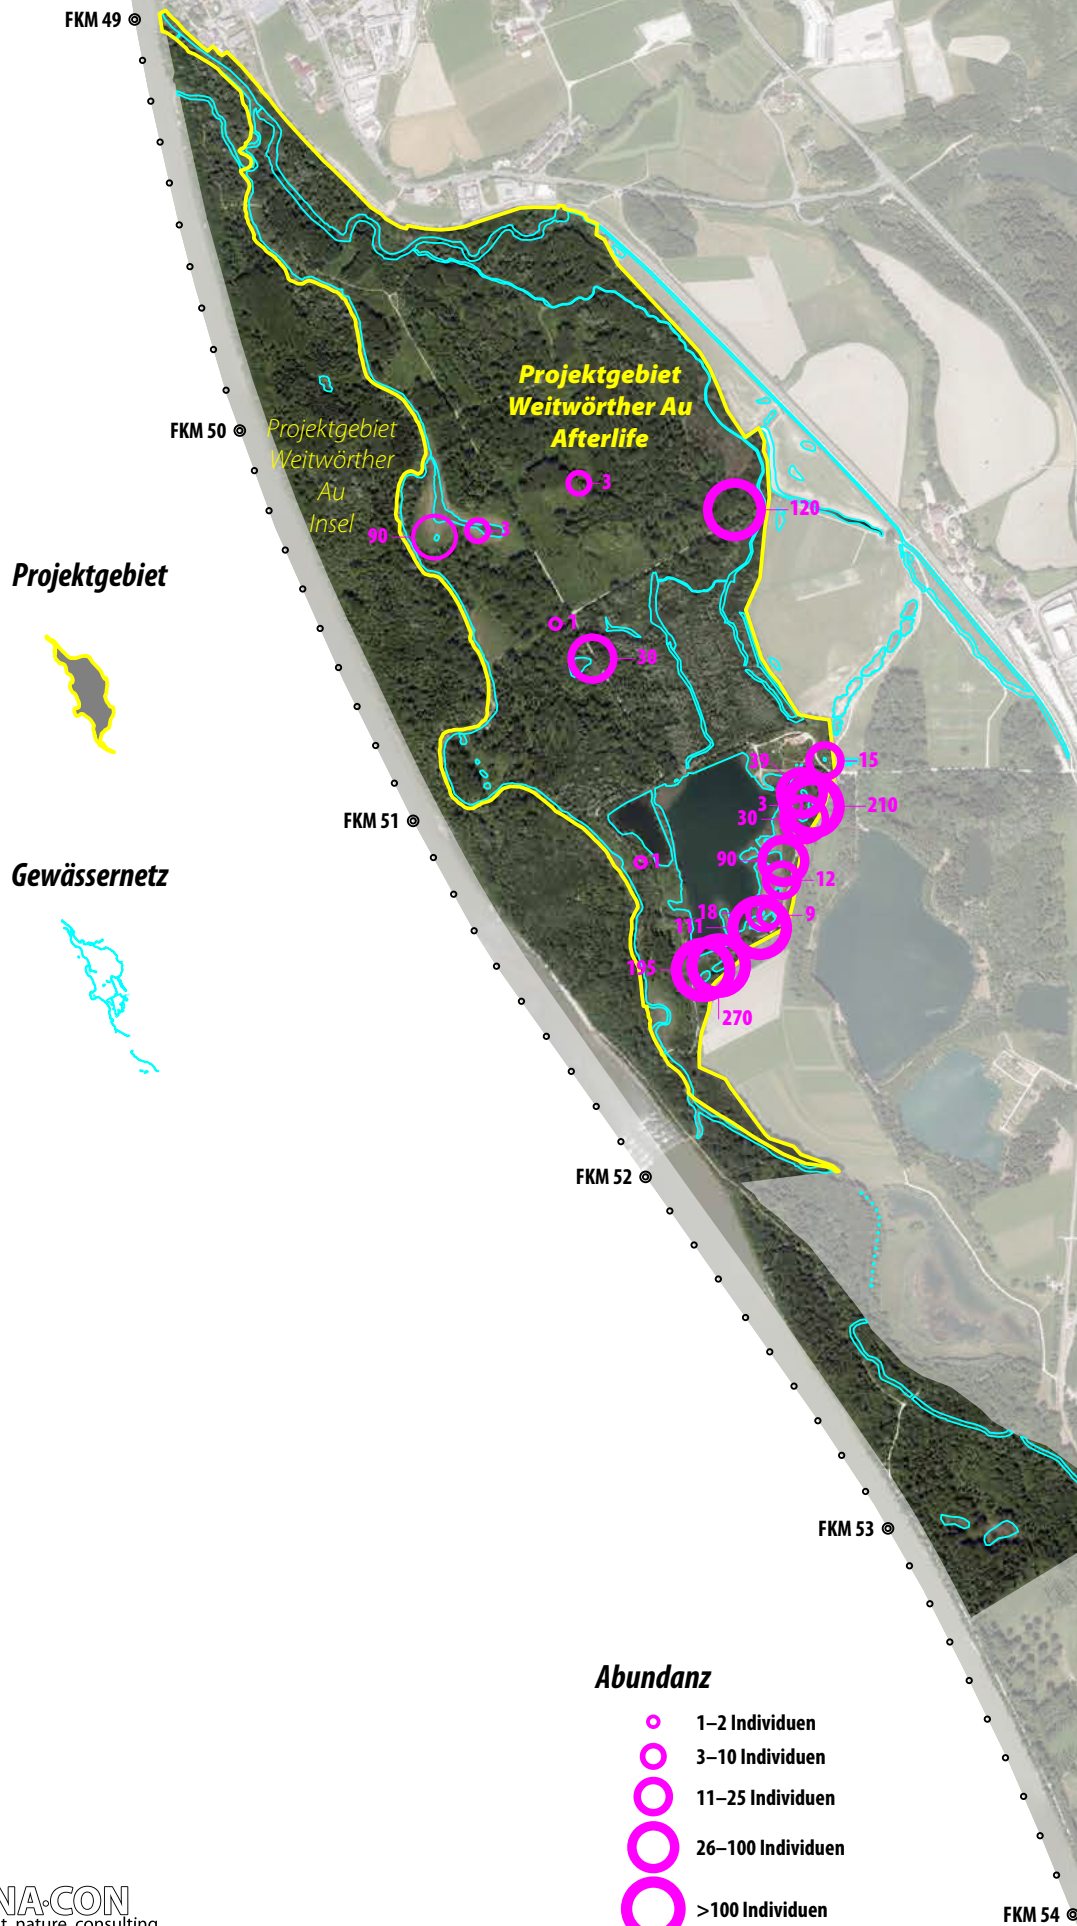 FKM 49
Projektgebiet
Weitwörther Au
Afterlife
FKM 50
Projektgebiet
Weitwörther
Au
Insel
3
120
90
3
Projektgebiet
1
30
39
15
3
210
30
FKM 51
90
1
12
Gewässernetz
18
9
111
195
270
FKM 52
FKM 53
Abundanz
1–2 Individuen
3–10 Individuen
11–25 Individuen
26–100 Individuen
>100 Individuen
FKM 54
NA·CON
nature consulting